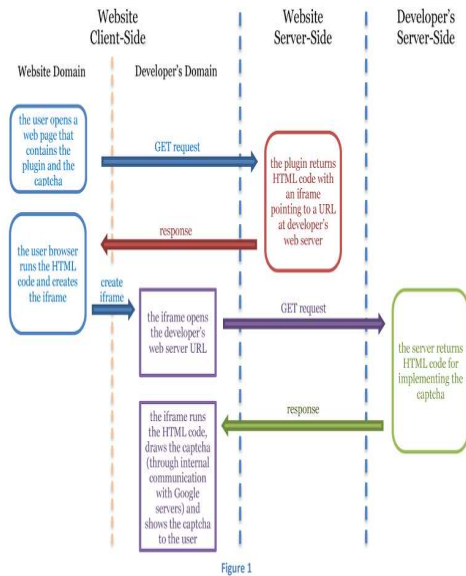 Website
Client-Side
Website
Server-Side
Developer's
Server-Side
Website Domain
Developer's Domain
the user opens a
web page that
contains the
plugin and the
captcha
GET request
the plugin returns
HTML code with
an iframe
pointing to a URL
at developer's
web server
response
the user browser
runs the HTML
code and creates
the iframe
create
iframe
the iframe opens
the developer's
web server URL
GET request
the server returns
HTML code for
implementing the
captcha
response
the iframe runs
the HTML code,
draws the captcha
(through internal
communication
with Google
servers) and
shows the captcha
to the user
Figure 1